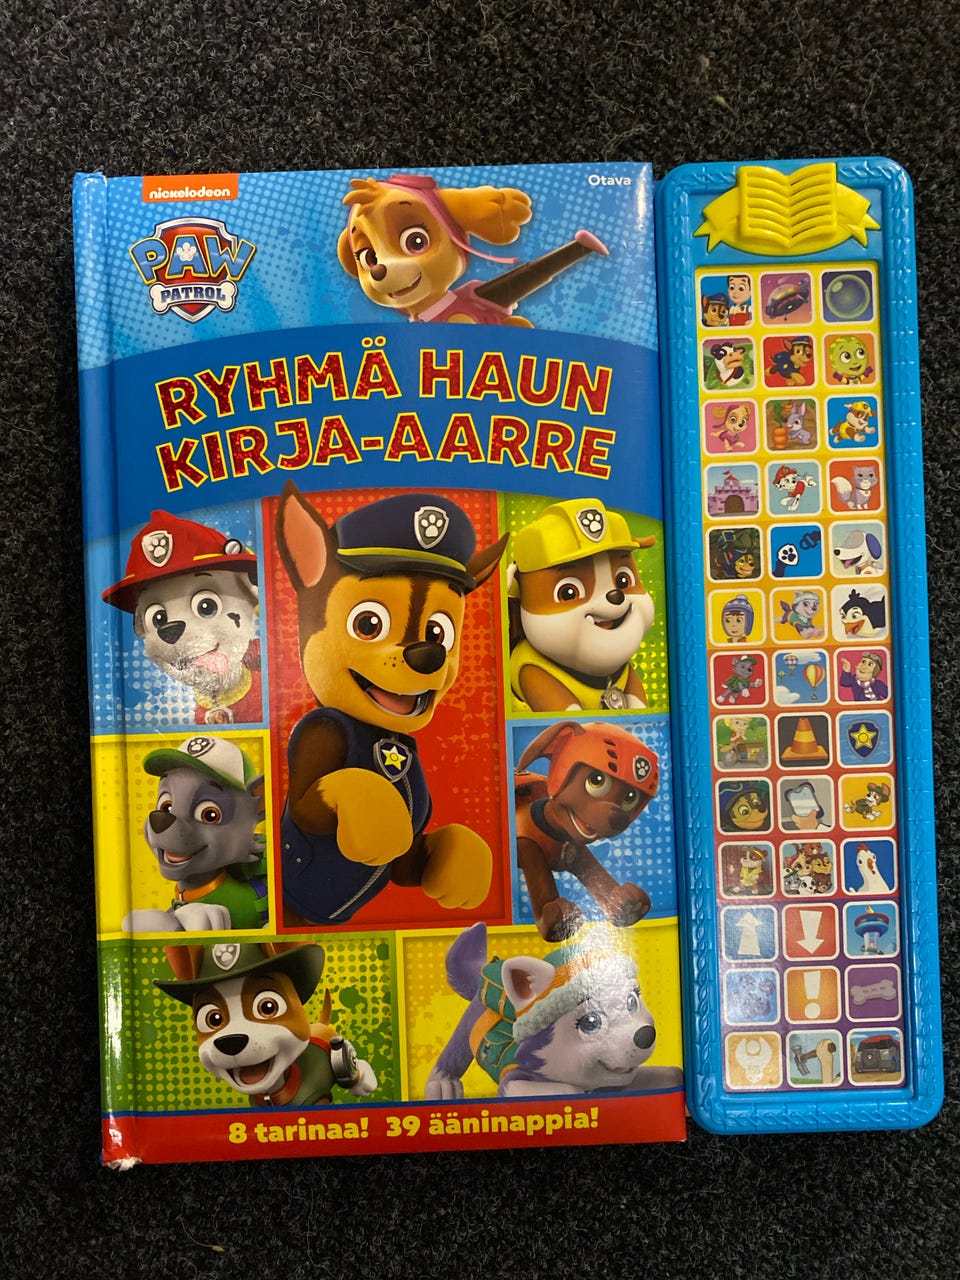 nickelodeon
Otava
PAW
PATROL
RYHMÄ HAUN
KIRJA-AARRE
8 tarinaa! 39 ääninappia!